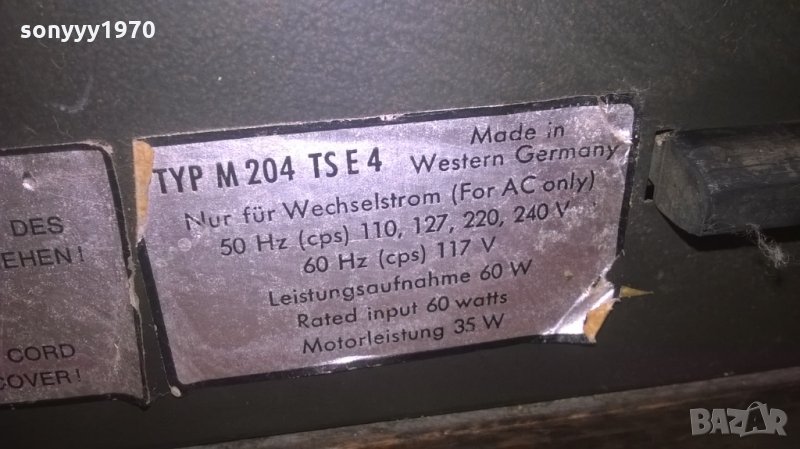 sonyyy1970
DES
EHEN!
CORD
COVER!
TYP M 204 TS E 4 Made in
Western Germany
Nur für Wechselstrom (For AC only)
50 Hz (cps) 110, 127, 220, 240 V
60 Hz (cps) 117 V
Leistungsaufnahme 60 W
Rated input 60 watts
Motorleistung 35 W
BAZAR